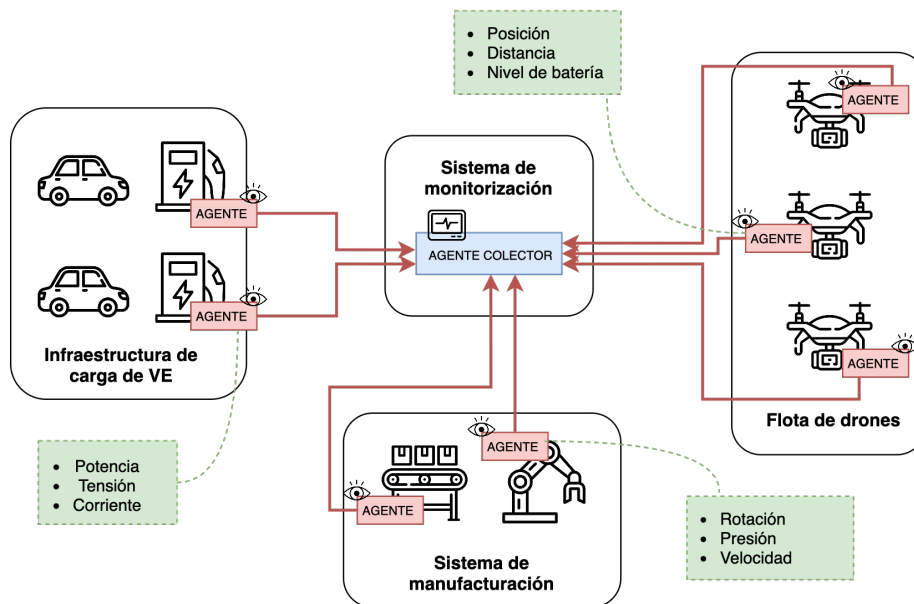 Posición
Distancia
Nivel de batería
AGENTE
Sistema de
monitorización
AGENTE
AGENTE
AGENTE COLECTOR
AGENTE
Infraestructura de
carga de VE
AGENTE
Flota de drones
AGENTE
Potencia
Tensión
Corriente
AGENTE
Rotación
Presión
Velocidad
Sistema de
manufacturación